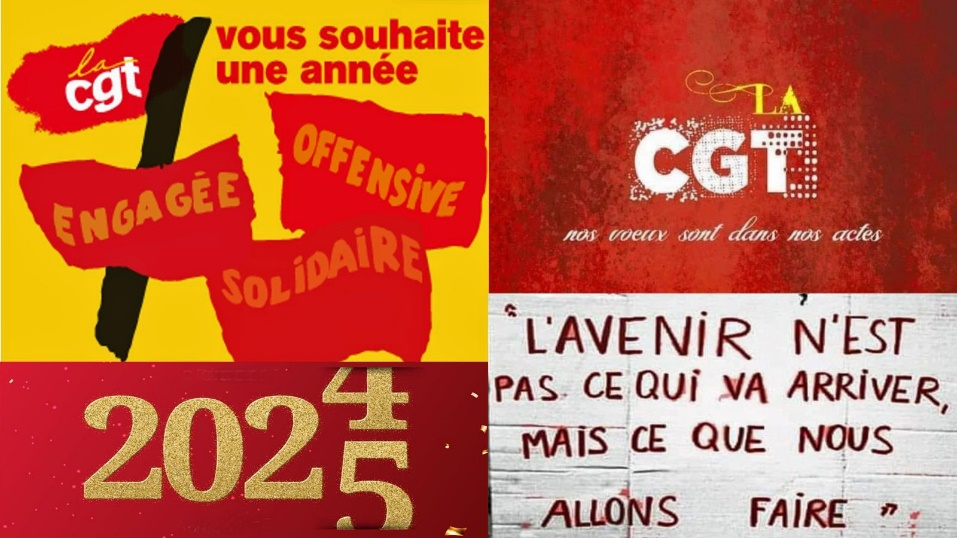 la
cgt
vous souhaite
une année
ENGAGÉE
OFFENSIVE
SOLIDAIRE
LA
CGT
nos voeux sont dans nos actes
2024
5
"L'AVENIR N'EST
PAS CE QUI VA ARRIVER,
MAIS CE QUE NOUS
ALLONS FAIRE"